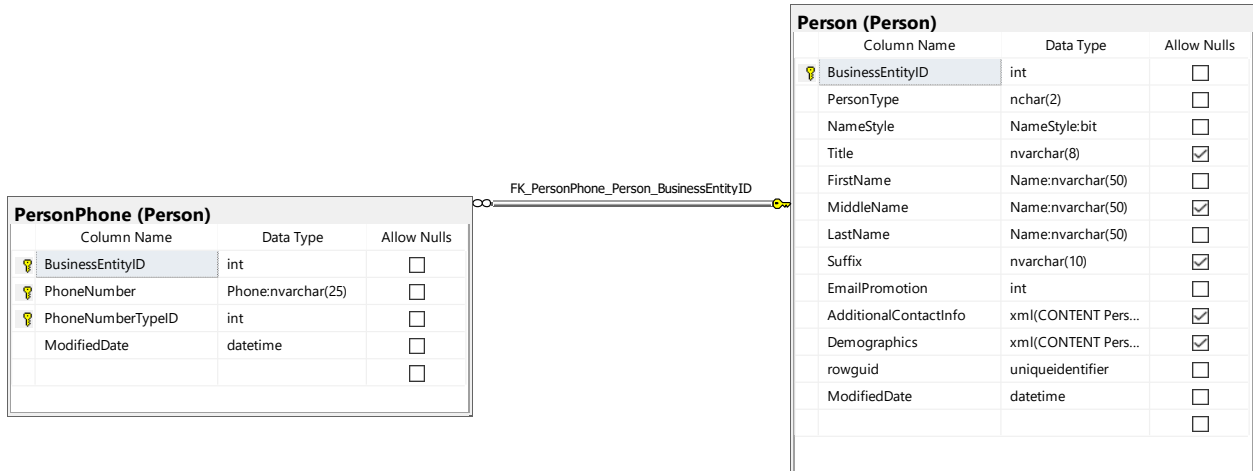 Person (Person)
Column Name Data Type Allow Nulls
BusinessEntityID int
PersonType nchar(2)
NameStyle NameStyle:bit
Title nvarchar(8)
FirstName Name:nvarchar(50)
MiddleName Name:nvarchar(50)
LastName Name:nvarchar(50)
Suffix nvarchar(10)
EmailPromotion int
AdditionalContactInfo xml(CONTENT Pers...
Demographics xml(CONTENT Pers...
rowguid uniqueidentifier
ModifiedDate datetime
FK_PersonPhone_Person_BusinessEntityID
PersonPhone (Person)
Column Name Data Type Allow Nulls
BusinessEntityID int
PhoneNumber Phone:nvarchar(25)
PhoneNumberTypeID int
ModifiedDate datetime